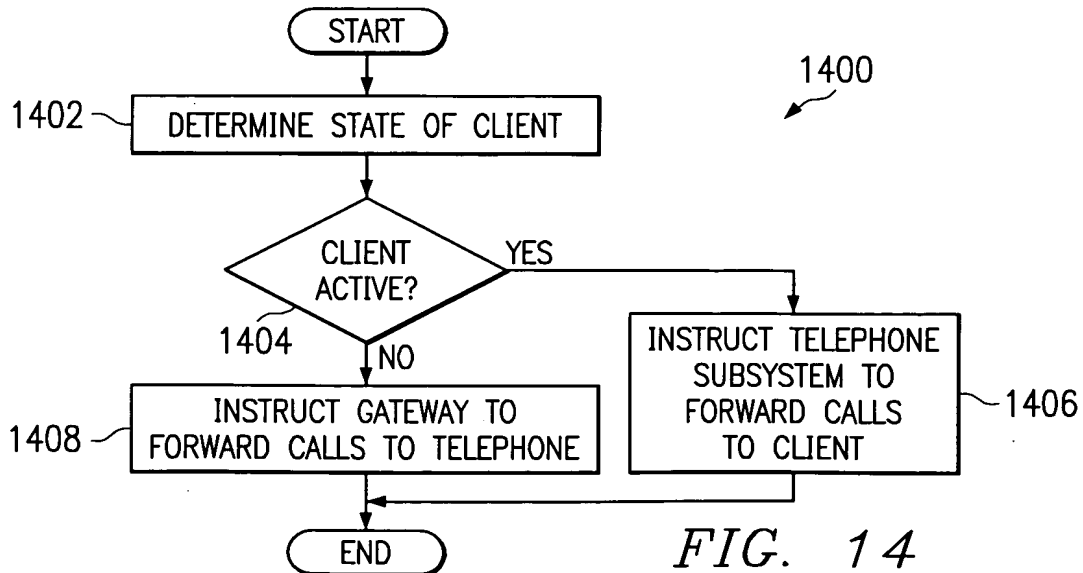 START
1400
1402
DETERMINE STATE OF CLIENT
CLIENT
ACTIVE?
YES
1404
NO
INSTRUCT TELEPHONE
SUBSYSTEM TO
FORWARD CALLS
TO CLIENT
1406
1408
INSTRUCT GATEWAY TO
FORWARD CALLS TO TELEPHONE
END
FIG. 14